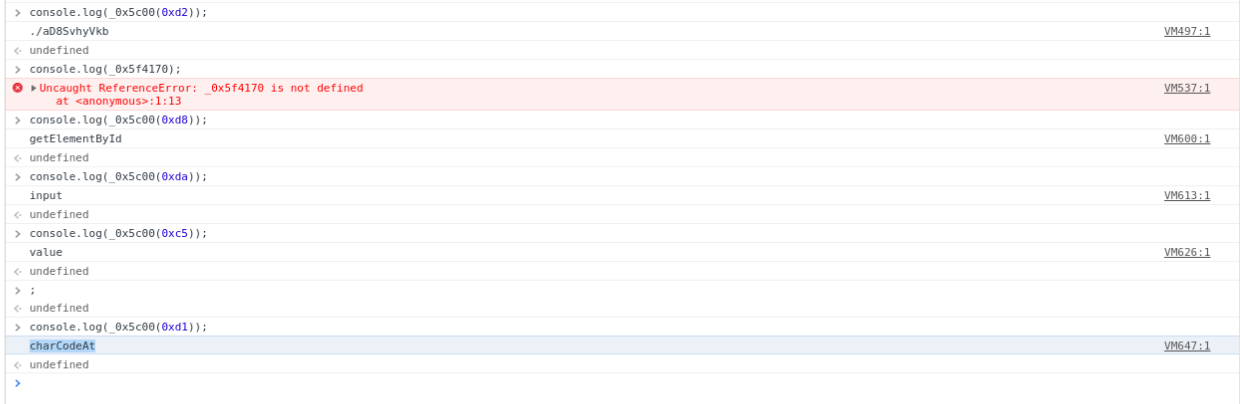 console.log(_0x5c00(0xd2));
./aD8SvhyVkb VM497:1
undefined
console.log(_0x5f4170);
Uncaught ReferenceError: _0x5f4170 is not defined VM537:1
at <anonymous>:1:13
console.log(_0x5c00(0xd8));
getElementById VM600:1
undefined
console.log(_0x5c00(0xda));
input VM613:1
undefined
console.log(_0x5c00(0xc5));
value VM626:1
undefined
;
undefined
console.log(_0x5c00(0xd1));
charCodeAt VM647:1
undefined